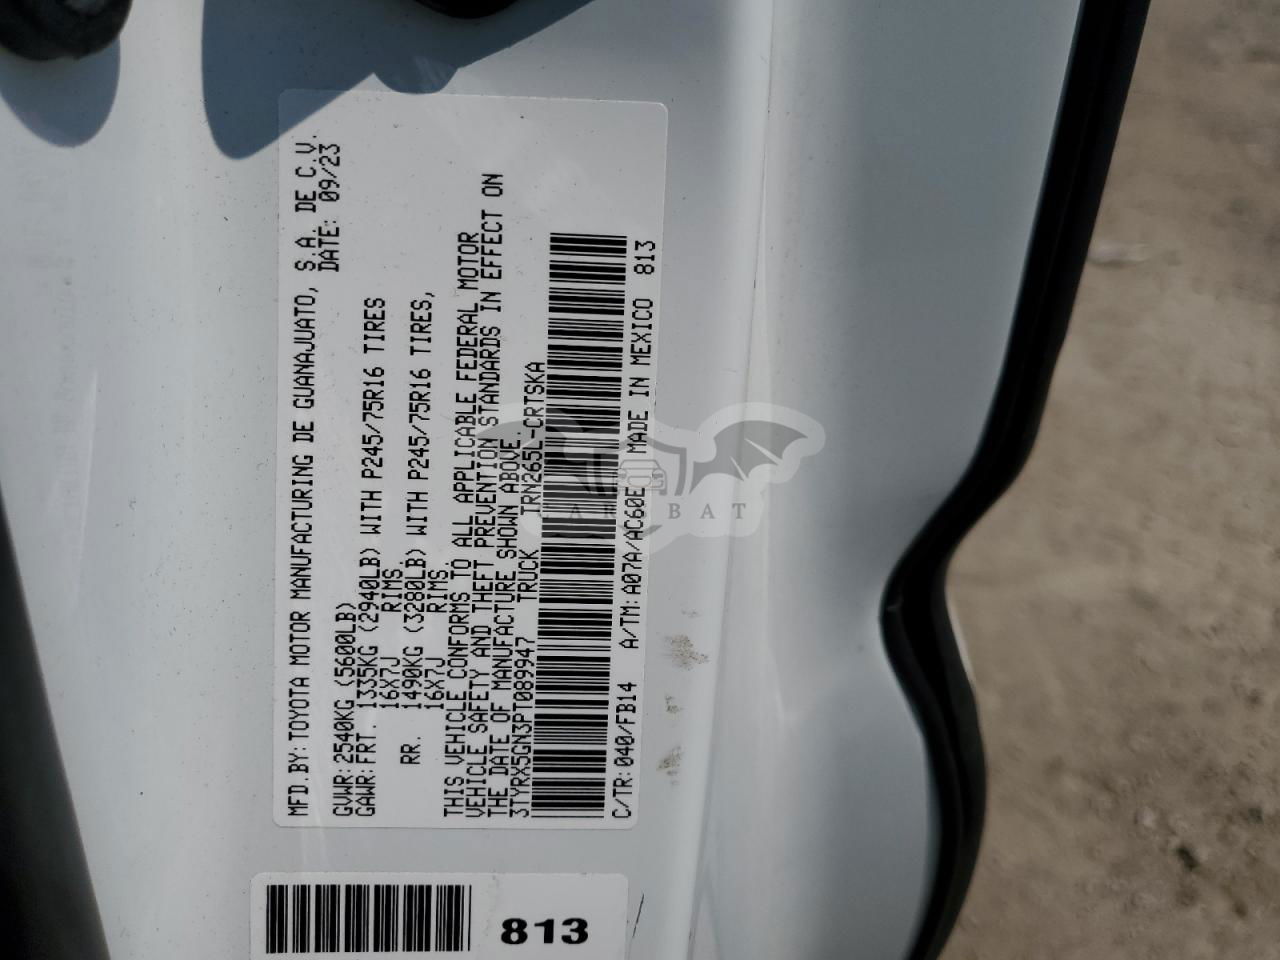 MFD.BY:TOYOTA MOTOR MANUFACTURING DE GUANAJUATO, S.A. DE C.V.
DATE: 09/23
GVWR:2540KG (5600LB)
GAWR:FRT. 1335KG (2940LB) WITH P245/75R16 TIRES
16X7J RIMS.
RR. 1490KG (3280LB) WITH P245/75R16 TIRES,
16X7J RIMS.
THIS VEHICLE CONFORMS TO ALL APPLICABLE FEDERAL MOTOR
VEHICLE SAFETY AND THEFT PREVENTION STANDARDS IN EFFECT ON
THE DATE OF MANUFACTURE SHOWN ABOVE.
3TYRX5GN3PT089947 TRUCK TRN265L-CRTSKA
C/TR:040/FB14 A/TM:A07A/AC60E MADE IN MEXICO 813
CARSBAT
813